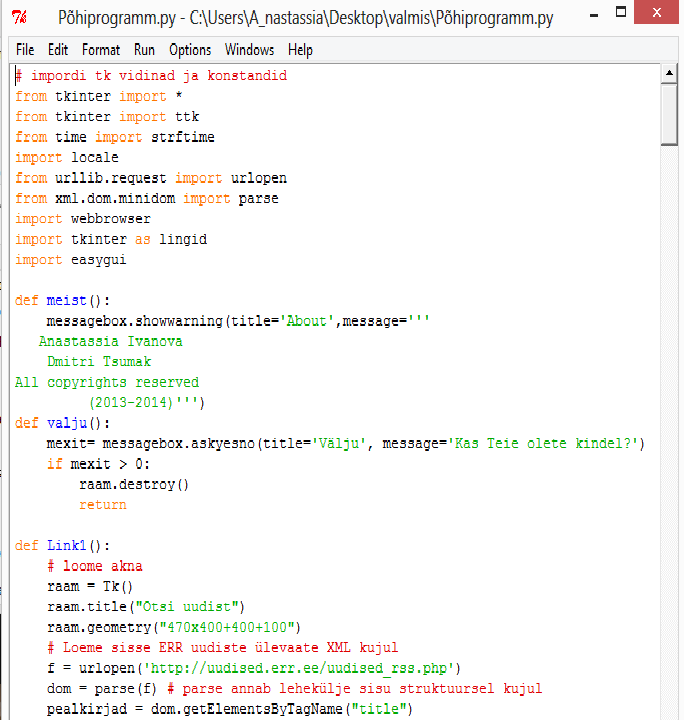 Põhiprogramm.py - C:\Users\A_nastassia\Desktop\valmis\Põhiprogramm.py
File Edit Format Run Options Windows Help
# impordi tk vidinad ja konstandid
from tkinter import *
from tkinter import ttk
from time import strftime
import locale
from urllib.request import urlopen
from xml.dom.minidom import parse
import webbrowser
import tkinter as lingid
import easygui
def meist():
    messagebox.showwarning(title='About',message='''
   Anastassia Ivanova
    Dmitri Tsumak
All copyrights reserved
         (2013-2014)''')
def valju():
    mexit= messagebox.askyesno(title='Välju', message='Kas Teie olete kindel?')
    if mexit > 0:
        raam.destroy()
        return
def Link1():
    # loome akna
    raam = Tk()
    raam.title("Otsi uudist")
    raam.geometry("470x400+400+100")
    # Loeme sisse ERR uudiste ülevaate XML kujul
    f = urlopen('http://uudised.err.ee/uudised_rss.php')
    dom = parse(f) # parse annab lehekülje sisu struktuursel kujul
    pealkirjad = dom.getElementsByTagName("title")